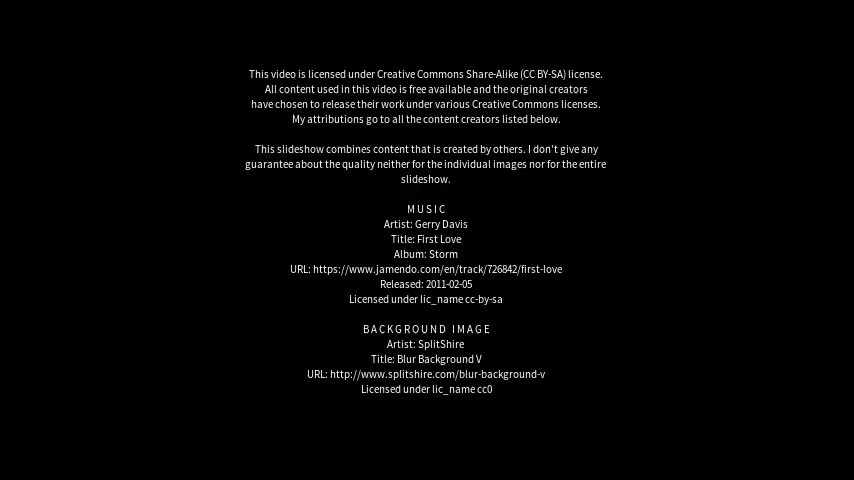 This video is licensed under Creative Commons Share-Alike (CC BY-SA) license.
All content used in this video is free available and the original creators
have chosen to release their work under various Creative Commons licenses.
My attributions go to all the content creators listed below.
This slideshow combines content that is created by others. I don't give any
guarantee about the quality neither for the individual images nor for the entire
slideshow.
MUSIC
Artist: Gerry Davis
Title: First Love
Album: Storm
URL: https://www.jamendo.com/en/track/726842/first-love
Released: 2011-02-05
Licensed under lic_name cc-by-sa
BACKGROUND IMAGE
Artist: SplitShire
Title: Blur Background V
URL: http://www.splitshire.com/blur-background-v
Licensed under lic_name cc0